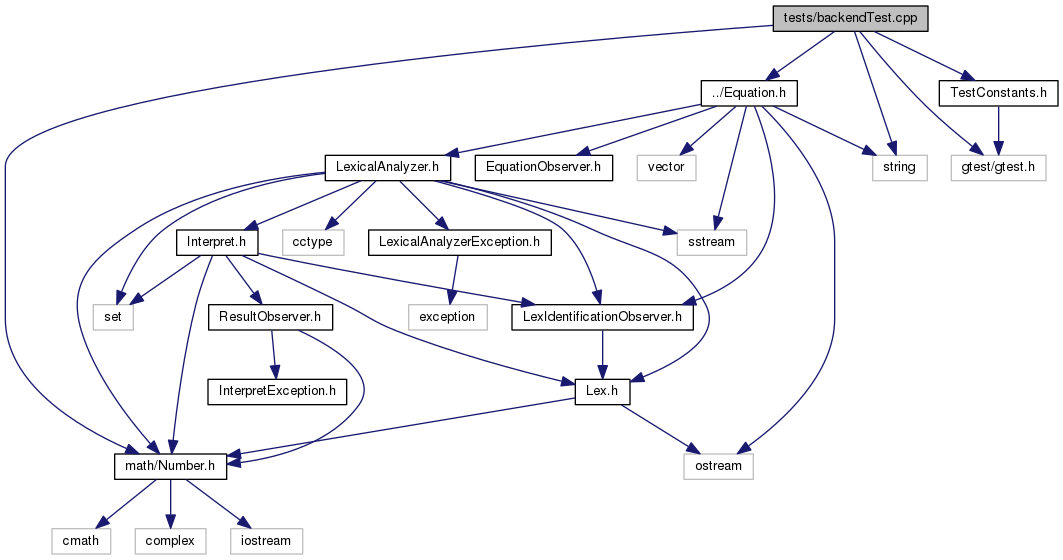 tests/backendTest.cpp
../Equation.h
TestConstants.h
LexicalAnalyzer.h
EquationObserver.h
vector
string
gtest/gtest.h
Interpret.h
cctype
LexicalAnalyzerException.h
sstream
set
ResultObserver.h
exception
LexIdentificationObserver.h
InterpretException.h
Lex.h
math/Number.h
ostream
cmath
complex
iostream